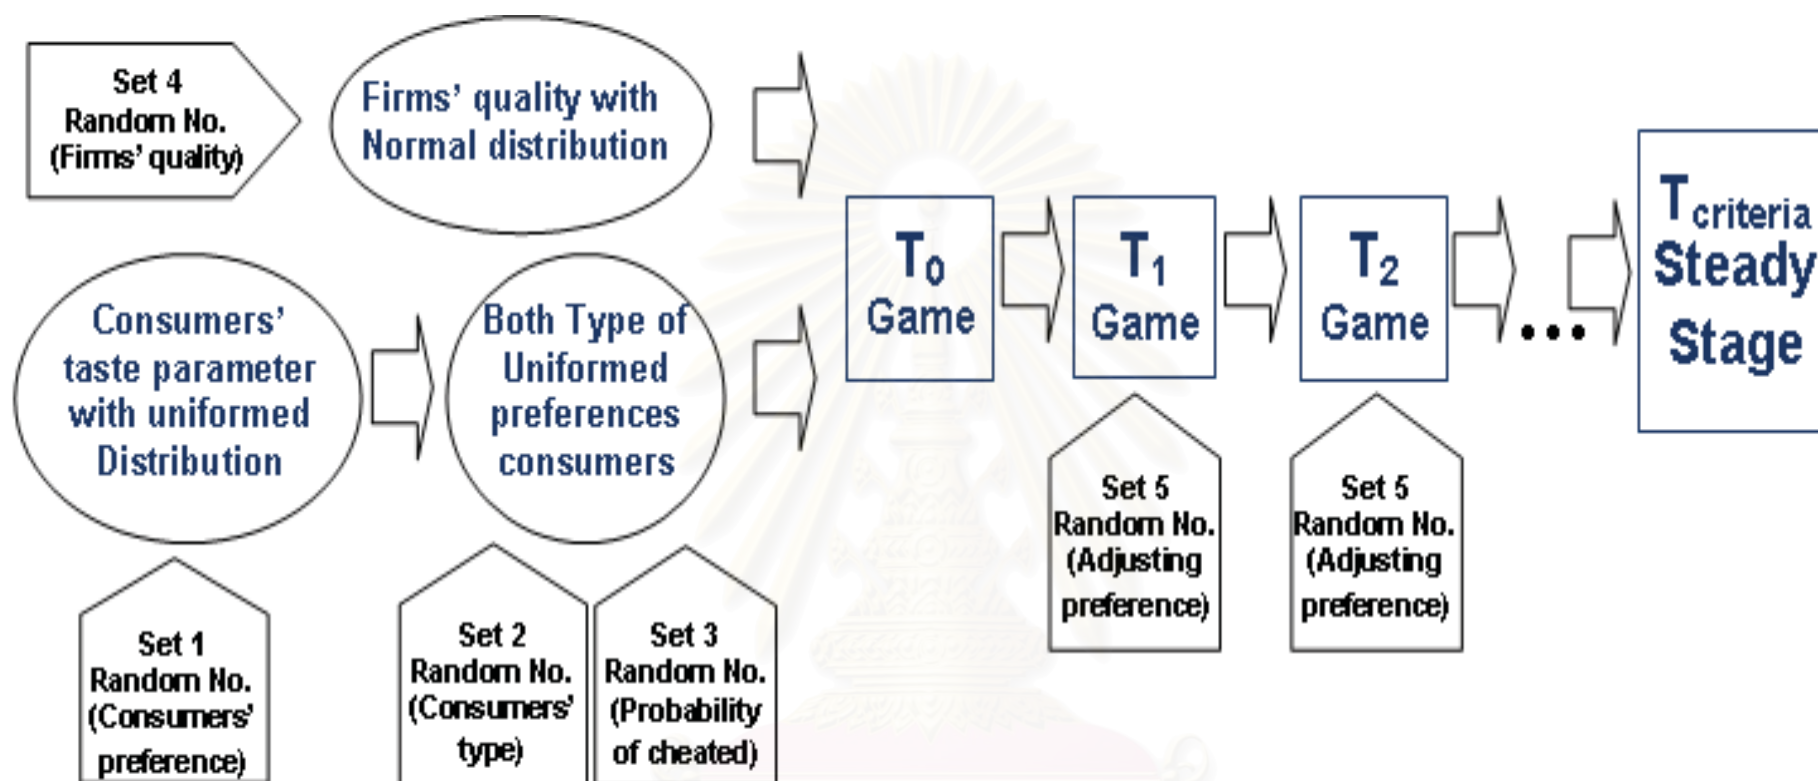 Set 4
Random No.
(Firms' quality)
Firms' quality with
Normal distribution
Consumers'
taste parameter
with uniformed
Distribution
Both Type of
Uniformed
preferences
consumers
T0
Game
T1
Game
T2
Game
...
Tcriteria
Steady
Stage
Set 1
Random No.
(Consumers'
preference)
Set 2
Random No.
(Consumers'
type)
Set 3
Random No.
(Probability
of cheated)
Set 5
Random No.
(Adjusting
preference)
Set 5
Random No.
(Adjusting
preference)